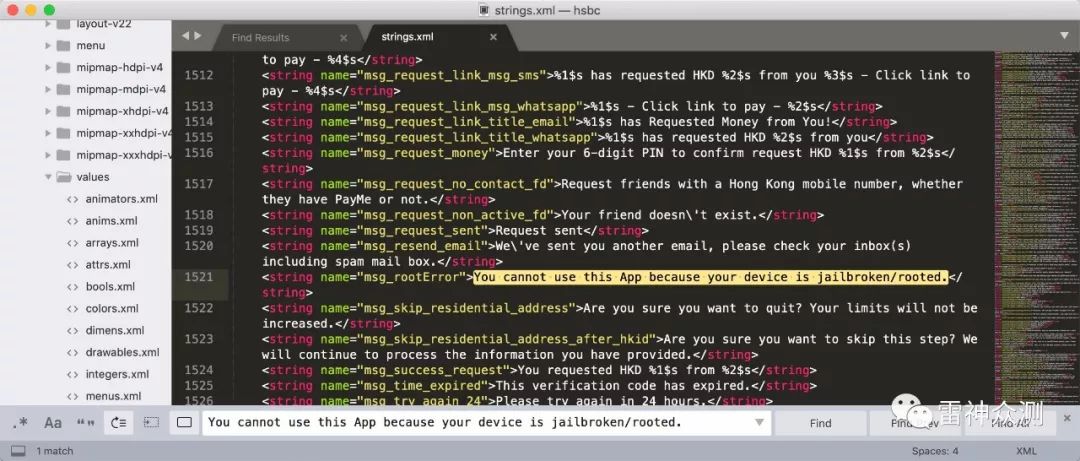 strings.xml — hsbc
layout-v22
menu
mipmap-hdpi-v4
mipmap-mdpi-v4
mipmap-xhdpi-v4
mipmap-xxhdpi-v4
mipmap-xxxhdpi-v
values
animators.xml
anims.xml
arrays.xml
attrs.xml
bools.xml
colors.xml
dimens.xml
drawables.xml
integers.xml
menus.xml
Find Results
strings.xml
to pay - %4$s</string>
1512 <string name="msg_request_link_msg_sms">%1$s has requested HKD %2$s from you %3$s - Click link to
pay - %4$s</string>
1513 <string name="msg_request_link_msg_whatsapp">%1$s - Click link to pay - %2$s</string>
1514 <string name="msg_request_link_title_email">%1$s has Requested Money from You!</string>
1515 <string name="msg_request_link_title_whatsapp">%1$s has requested HKD %2$s from you</string>
1516 <string name="msg_request_money">Enter your 6-digit PIN to confirm request HKD %1$s from %2$s</
string>
1517 <string name="msg_request_no_contact_fd">Request friends with a Hong Kong mobile number, whether
they have PayMe or not.</string>
1518 <string name="msg_request_non_active_fd">Your friend doesn\'t exist.</string>
1519 <string name="msg_request_sent">Request sent</string>
1520 <string name="msg_resend_email">We\'ve sent you another email, please check your inbox(s)
including spam mail box.</string>
1521 <string name="msg_rootError">You cannot use this App because your device is jailbroken/rooted.</
string>
1522 <string name="msg_skip_residential_address">Are you sure you want to quit? Your limits will not be
increased.</string>
1523 <string name="msg_skip_residential_address_after_hkid">Are you sure you want to skip this step? We
will continue to process the information you have provided.</string>
1524 <string name="msg_success_request">You requested HKD %1$s from %2$s</string>
1525 <string name="msg_time_expired">This verification code has expired.</string>
1526 <string name="msg_try_again_24">Please try again in 24 hours.</string>
.* Aa “” You cannot use this App because your device is jailbroken/rooted. Find Find Prev Find All
雷神众测
1 match
Spaces: 4
XML